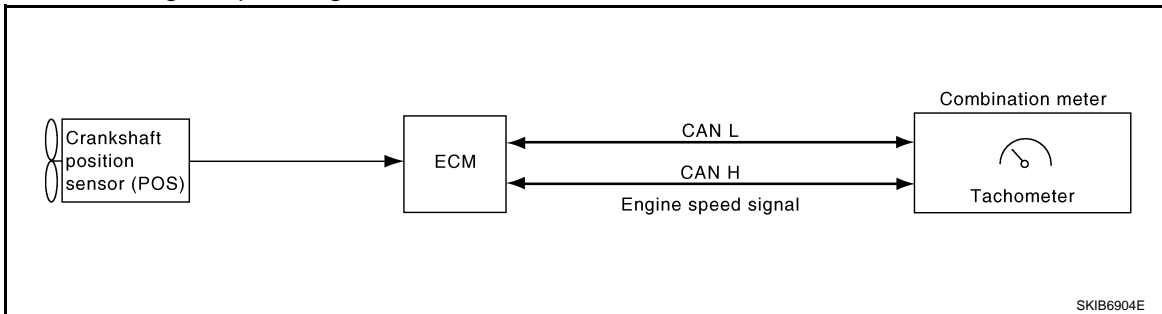 Crankshaft
position
sensor (POS)
ECM
CAN L
CAN H
Engine speed signal
Combination meter
Tachometer
SKIB6904E